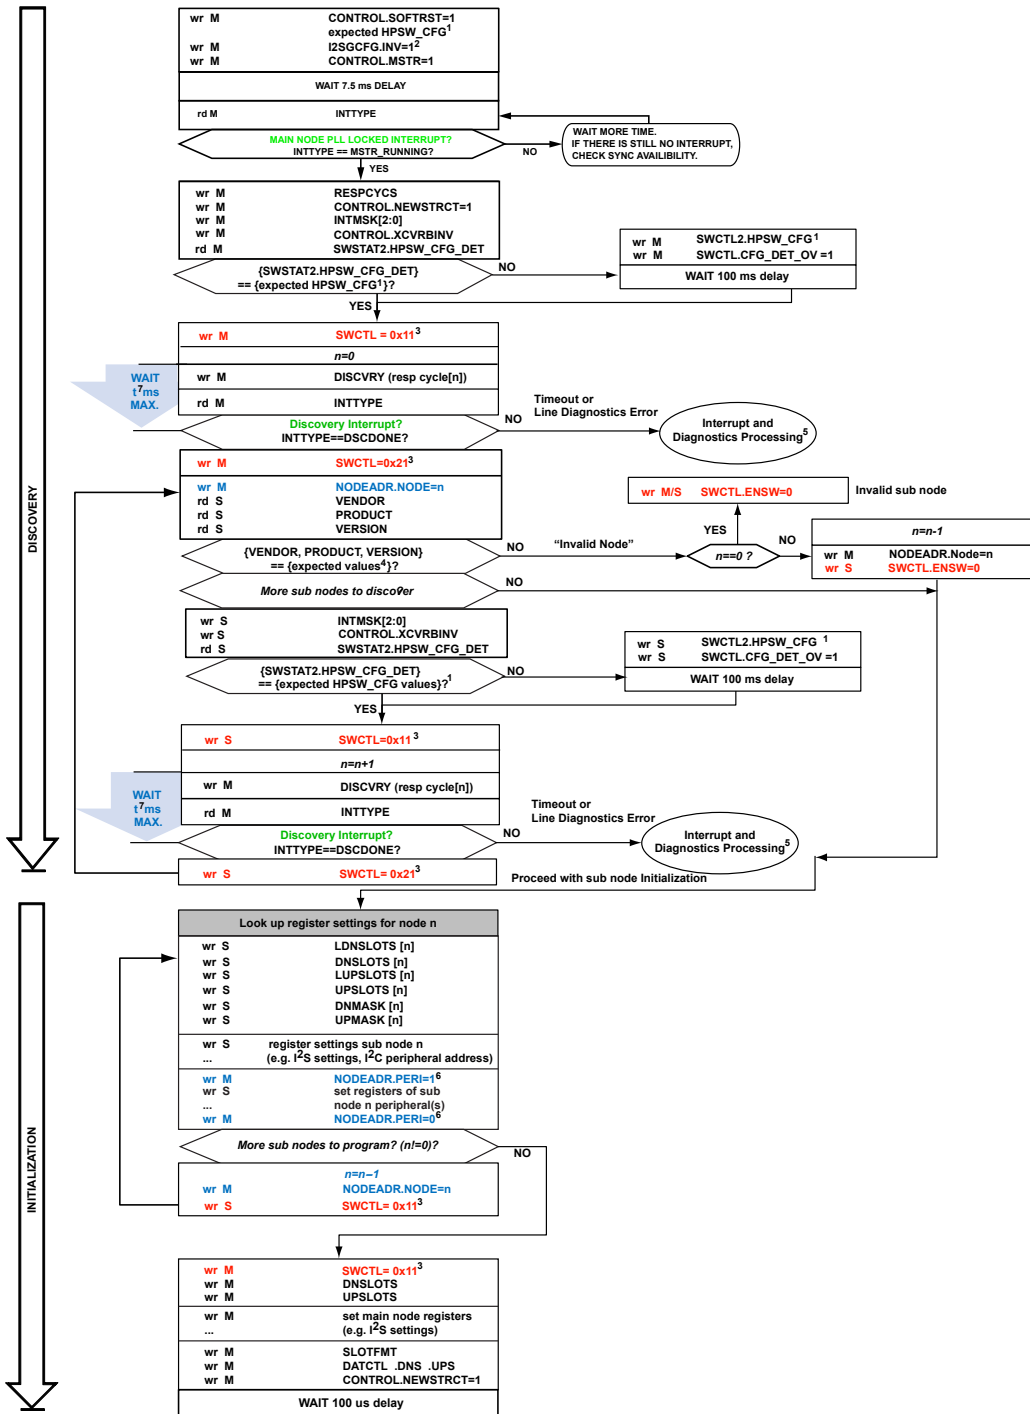 wr M CONTROL.SOFTRST=1
expected HPSW_CFG1
wr M I2SGCFG.INV=12
wr M CONTROL.MSTR=1
WAIT 7.5 ms DELAY
rd M INTTYPE
MAIN NODE PLL LOCKED INTERRUPT?
INTTYPE == MSTR_RUNNING?
NO
WAIT MORE TIME.
IF THERE IS STILL NO INTERRUPT,
CHECK SYNC AVAILIBILITY.
YES
wr M RESPCYCS
wr M CONTROL.NEWSTRCT=1
wr M INTMSK[2:0]
wr M CONTROL.XCVRBINV
rd M SWSTAT2.HPSW_CFG_DET
{SWSTAT2.HPSW_CFG_DET}
== {expected HPSW_CFG1}?
NO
wr M SWCTL2.HPSW_CFG1
wr M SWCTL.CFG_DET_OV =1
WAIT 100 ms delay
YES
wr M SWCTL = 0x113
n=0
WAIT
t7ms
MAX.
wr M DISCVRY (resp cycle[n])
rd M INTTYPE
Discovery Interrupt?
INTTYPE==DSCDONE?
NO
Timeout or
Line Diagnostics Error
Interrupt and
Diagnostics Processing5
wr M SWCTL=0x213
wr M NODEADR.NODE=n
rd S VENDOR
rd S PRODUCT
rd S VERSION
{VENDOR, PRODUCT, VERSION}
== {expected values4}?
NO
“Invalid Node”
n==0 ?
YES
wr M/S SWCTL.ENSW=0
Invalid sub node
NO
n=n-1
wr M NODEADR.Node=n
wr S SWCTL.ENSW=0
More sub nodes to disco?er
NO
wr S INTMSK[2:0]
wr S CONTROL.XCVRBINV
rd S SWSTAT2.HPSW_CFG_DET
{SWSTAT2.HPSW_CFG_DET}
== {expected HPSW_CFG values}?1
NO
wr S SWCTL2.HPSW_CFG 1
wr S SWCTL.CFG_DET_OV =1
WAIT 100 ms delay
YES
wr S SWCTL=0x113
n=n+1
WAIT
t7ms
MAX.
wr M DISCVRY (resp cycle[n])
rd M INTTYPE
Discovery Interrupt?
INTTYPE==DSCDONE?
NO
Timeout or
Line Diagnostics Error
Interrupt and
Diagnostics Processing5
wr S SWCTL= 0x213
Proceed with sub node Initialization
DISCOVERY
Look up register settings for node n
wr S LDNSLOTS [n]
wr S DNSLOTS [n]
wr S LUPSLOTS [n]
wr S UPSLOTS [n]
wr S DNMASK [n]
wr S UPMASK [n]
wr S register settings sub node n
... (e.g. I2S settings, I2C peripheral address)
wr M NODEADR.PERI=16
wr S set registers of sub
... node n peripheral(s)
wr M NODEADR.PERI=06
More sub nodes to program? (n!=0)?
NO
n=n–1
wr M NODEADR.NODE=n
wr S SWCTL= 0x113
wr M SWCTL= 0x113
wr M DNSLOTS
wr M UPSLOTS
wr M set main node registers
... (e.g. I2S settings)
wr M SLOTFMT
wr M DATCTL .DNS .UPS
wr M CONTROL.NEWSTRCT=1
WAIT 100 us delay
INITIALIZATION